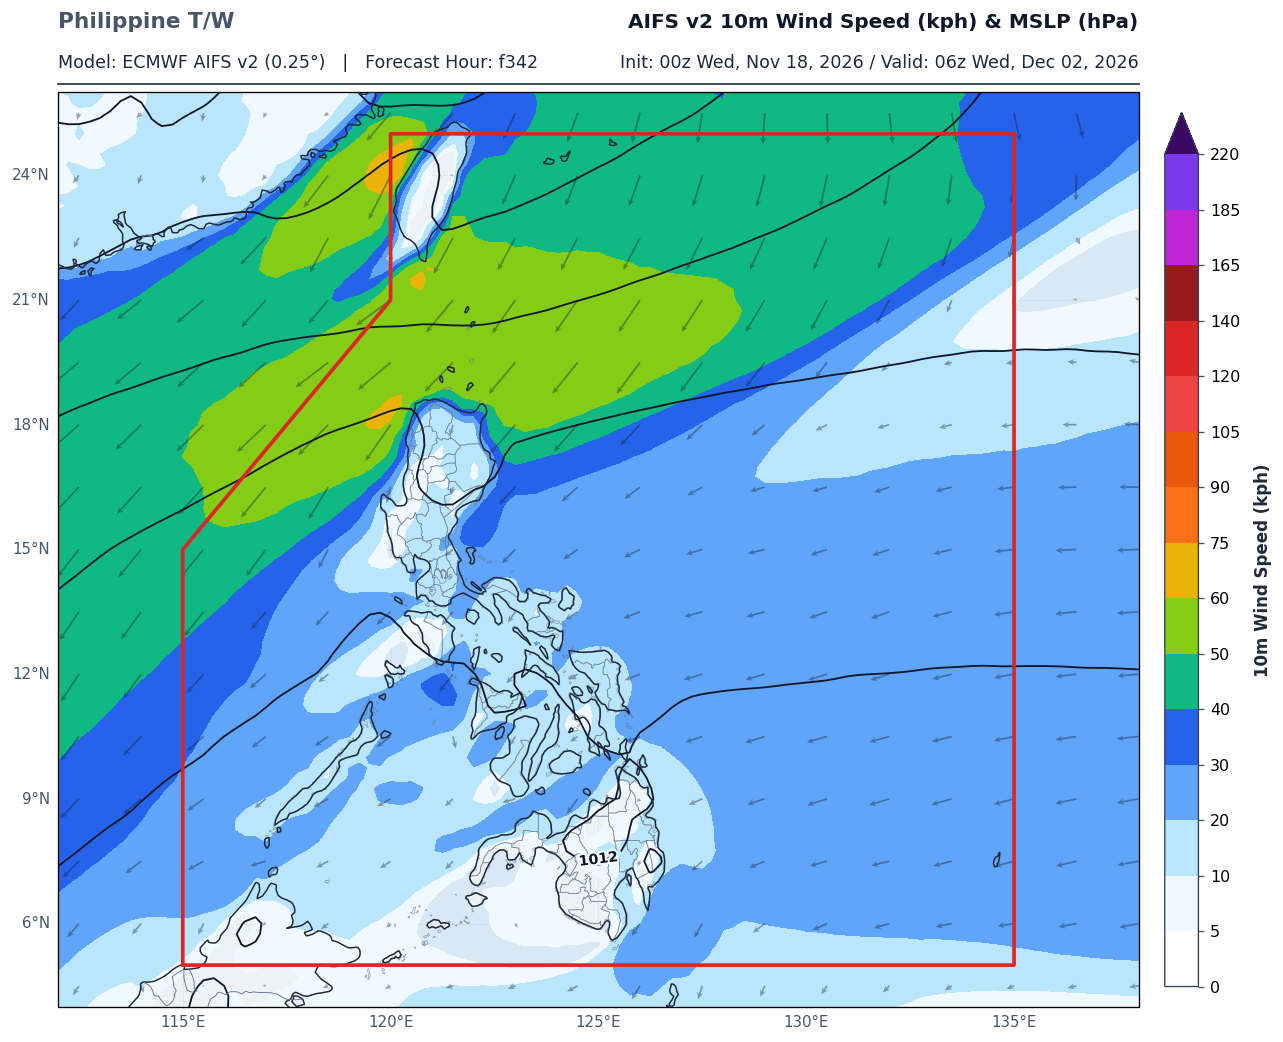 Philippine T/W
AIFS v2 10m Wind Speed (kph) & MSLP (hPa)
Model: ECMWF AIFS v2 (0.25°)   |   Forecast Hour: f342
Init: 00z Wed, Nov 18, 2026 / Valid: 06z Wed, Dec 02, 2026
24°N
21°N
18°N
15°N
12°N
9°N
6°N
115°E
120°E
125°E
130°E
135°E
1012
220
185
165
140
120
105
90
75
60
50
40
30
20
10
5
0
10m Wind Speed (kph)